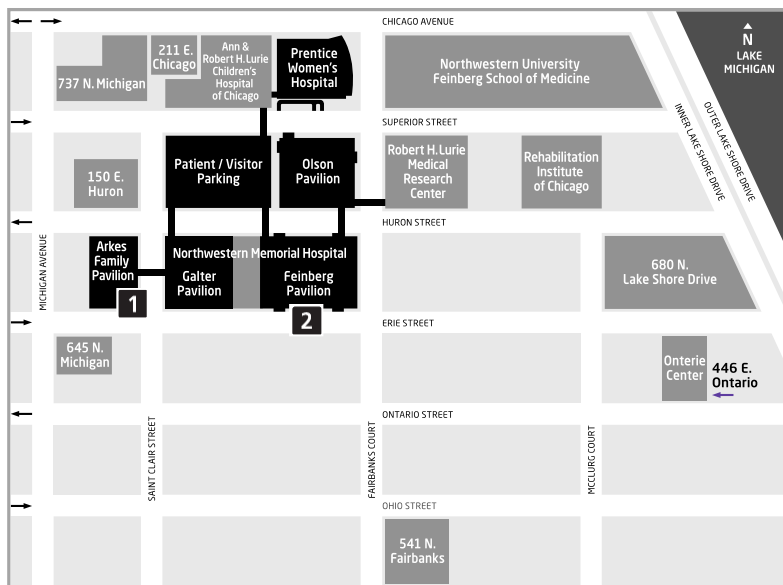 CHICAGO AVENUE
N
LAKE
MICHIGAN
737 N. Michigan
211 E.
Chicago
Ann &
Robert H. Lurie
Children's
Hospital
of Chicago
Prentice
Women's
Hospital
Northwestern University
Feinberg School of Medicine
INNER LAKE SHORE DRIVE
OUTER LAKE SHORE DRIVE
SUPERIOR STREET
150 E.
Huron
Patient / Visitor
Parking
Olson
Pavilion
Robert H. Lurie
Medical
Research
Center
Rehabilitation
Institute
of Chicago
HURON STREET
MICHIGAN AVENUE
Arkes
Family
Pavilion
1
Northwestern Memorial Hospital
Galter
Pavilion
Feinberg
Pavilion
2
680 N.
Lake Shore Drive
ERIE STREET
645 N.
Michigan
Onterie
Center
446 E.
Ontario
ONTARIO STREET
SAINT CLAIR STREET
FAIRBANKS COURT
MCCLURG COURT
OHIO STREET
541 N.
Fairbanks